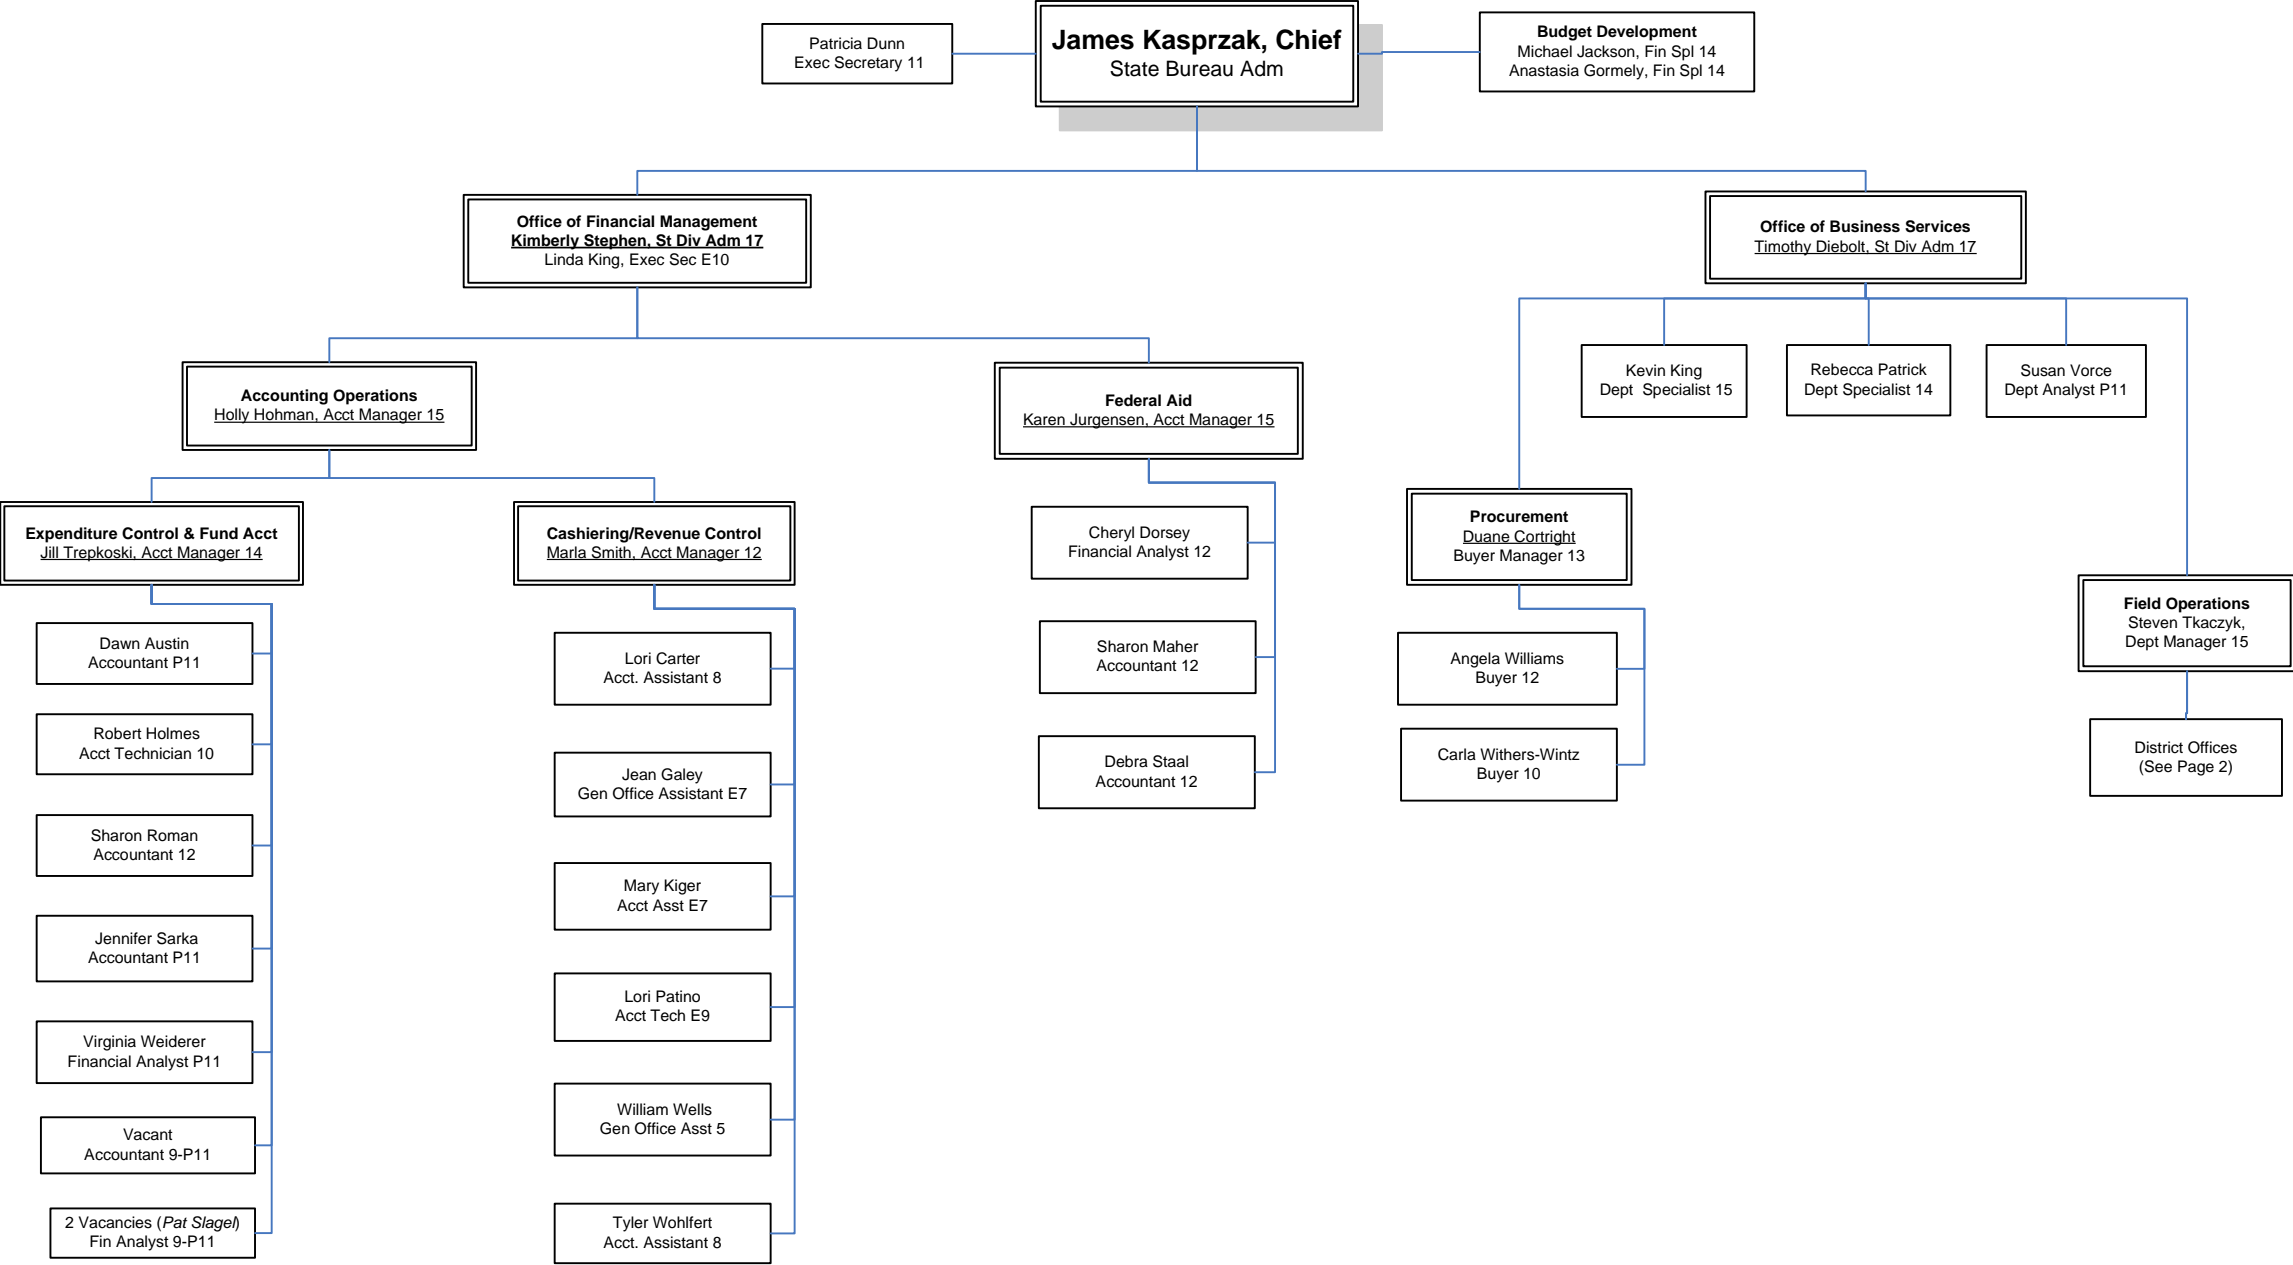 Patricia Dunn
Exec Secretary 11
James Kasprzak, Chief
State Bureau Adm
Budget Development
Michael Jackson, Fin Spl 14
Anastasia Gormely, Fin Spl 14
Office of Financial Management
Kimberly Stephen, St Div Adm 17
Linda King, Exec Sec E10
Office of Business Services
Timothy Diebolt, St Div Adm 17
Accounting Operations
Holly Hohman, Acct Manager 15
Federal Aid
Karen Jurgensen, Acct Manager 15
Kevin King
Dept  Specialist 15
Rebecca Patrick
Dept Specialist 14
Susan Vorce
Dept Analyst P11
Expenditure Control & Fund Acct
Jill Trepkoski, Acct Manager 14
Cashiering/Revenue Control
Marla Smith, Acct Manager 12
Cheryl Dorsey
Financial Analyst 12
Sharon Maher
Accountant 12
Debra Staal
Accountant 12
Procurement
Duane Cortright
Buyer Manager 13
Angela Williams
Buyer 12
Carla Withers-Wintz
Buyer 10
Field Operations
Steven Tkaczyk,
Dept Manager 15
District Offices
(See Page 2)
Dawn Austin
Accountant P11
Robert Holmes
Acct Technician 10
Sharon Roman
Accountant 12
Jennifer Sarka
Accountant P11
Virginia Weiderer
Financial Analyst P11
Vacant
Accountant 9-P11
2 Vacancies (Pat Slagel)
Fin Analyst 9-P11
Lori Carter
Acct. Assistant 8
Jean Galey
Gen Office Assistant E7
Mary Kiger
Acct Asst E7
Lori Patino
Acct Tech E9
William Wells
Gen Office Asst 5
Tyler Wohlfert
Acct. Assistant 8